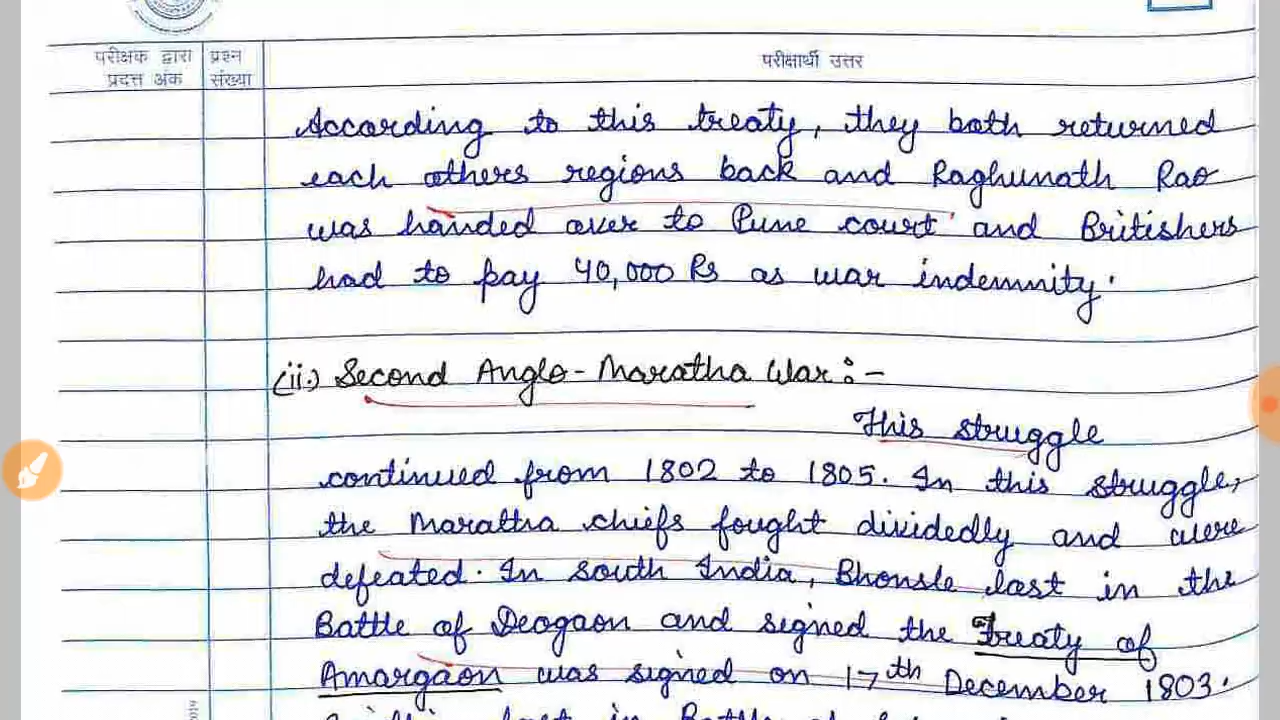 परीक्षक द्वारा
प्रदत्त अंक
प्रश्न
संख्या
परीक्षार्थी उत्तर
According to this treaty, they both returned
each others regions back and Raghunath Rao
was handed over to Pune court and Britishers
had to pay 40,000 Rs as war indemnity.
(ii.) Second Anglo-Maratha War:-
This struggle
continued from 1802 to 1805. In this struggle,
the Maratha chiefs fought dividedly and were
defeated. In South India, Bhonsle lost in the
Battle of Deogaon and signed the Treaty of
Amargaon was signed on 17th December 1803.
lost in Battle of